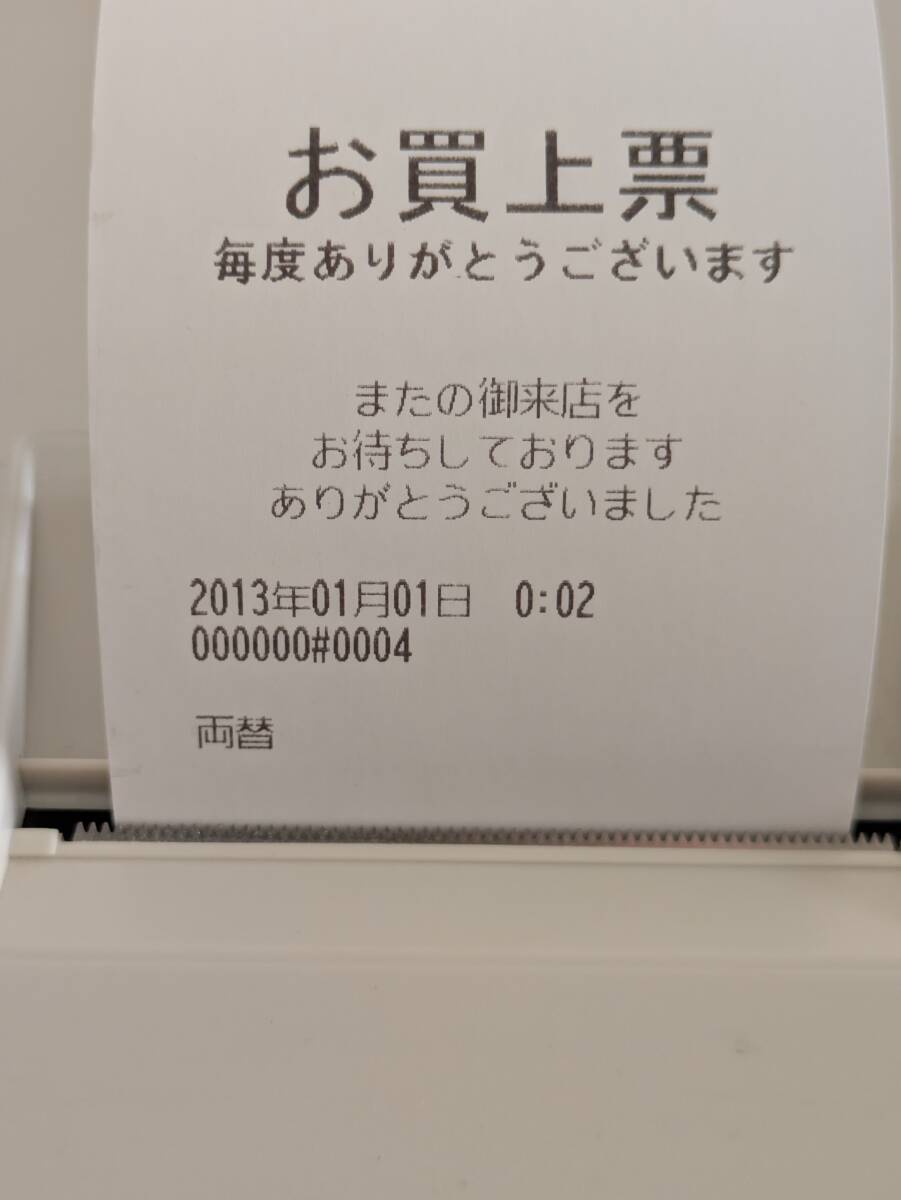 お買上票
毎度ありがとうございます
またの御来店を
お待ちしております
ありがとうございました
2013年01月01日 0:02
000000#0004
両替